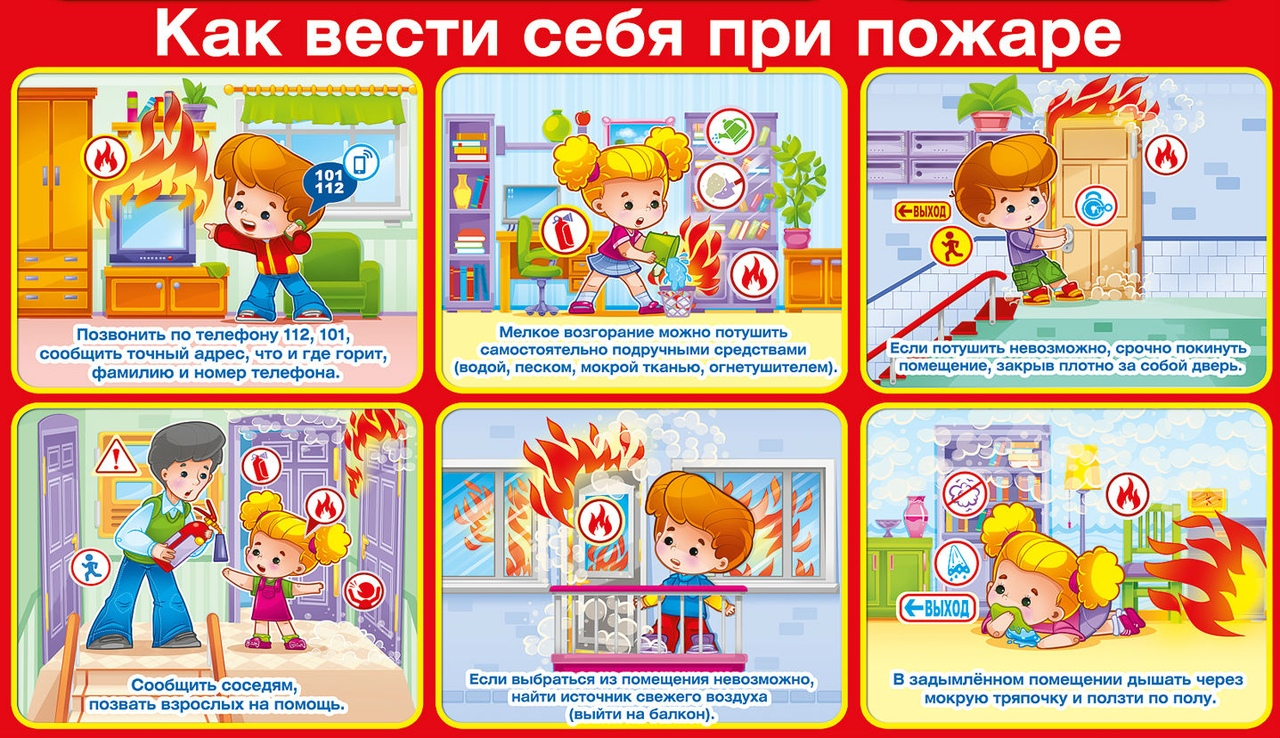 Как вести себя при пожаре
101
112
Позвонить по телефону 112, 101,
сообщить точный адрес, что и где горит,
фамилию и номер телефона.
Мелкое возгорание можно потушить
самостоятельно подручными средствами
(водой, песком, мокрой тканью, огнетушителем).
ВЫХОД
Если потушить невозможно, срочно покинуть
помещение, закрыв плотно за собой дверь.
Сообщить соседям,
позвать взрослых на помощь.
Если выбраться из помещения невозможно,
найти источник свежего воздуха
(выйти на балкон).
ВЫХОД
В задымлённом помещении дышать через
мокрую тряпочку и ползти по полу.